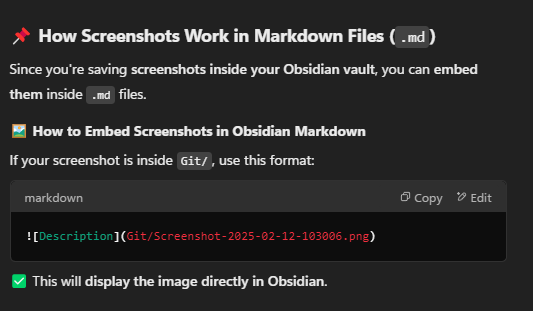 📌 How Screenshots Work in Markdown Files (.md)
Since you're saving screenshots inside your Obsidian vault, you can embed
them inside .md files.
🖼️ How to Embed Screenshots in Obsidian Markdown
If your screenshot is inside Git/, use this format:
markdown Copy Edit
![Description](Git/Screenshot-2025-02-12-103006.png)
✅ This will display the image directly in Obsidian.